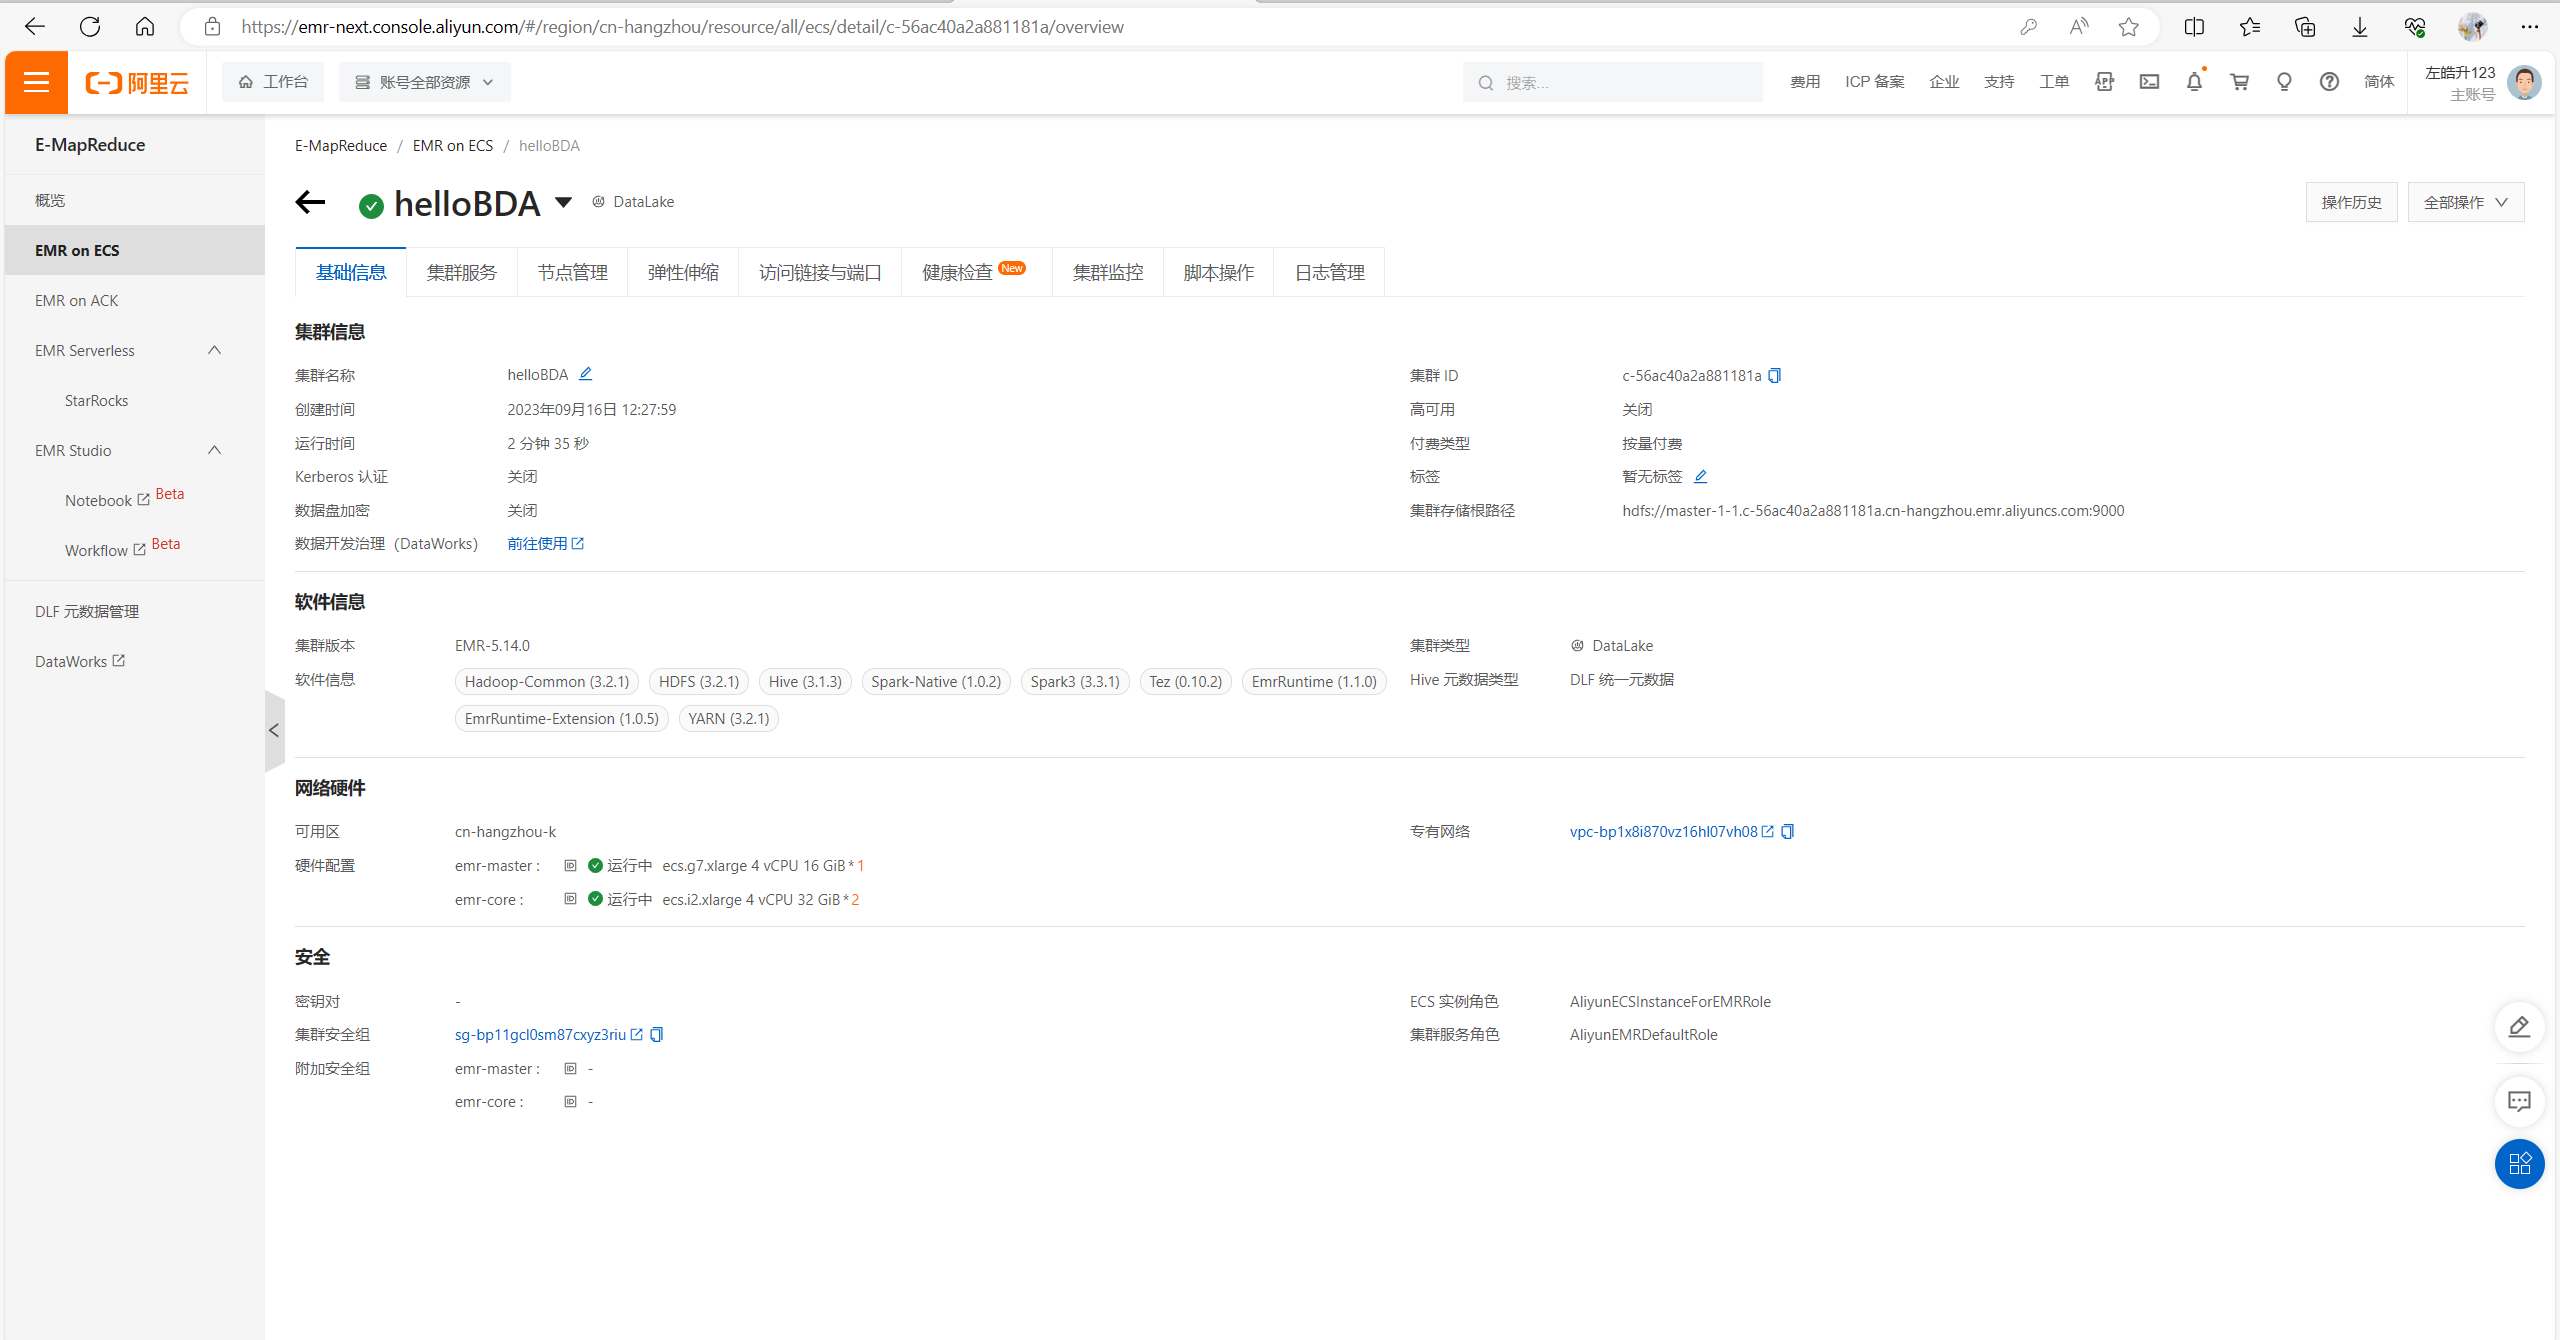 https://emr-next.console.aliyun.com/#/region/cn-hangzhou/resource/all/ecs/detail/c-56ac40a2a881181a/overview
阿里云
工作台
账号全部资源
搜索...
费用
ICP 备案
企业
支持
工单
APP
简体
左皓升123
主账号
E-MapReduce
概览
EMR on ECS
EMR on ACK
EMR Serverless
StarRocks
EMR Studio
Notebook Beta
Workflow Beta
DLF 元数据管理
DataWorks
E-MapReduce / EMR on ECS / helloBDA
helloBDA DataLake
操作历史
全部操作
基础信息 集群服务 节点管理 弹性伸缩 访问链接与端口 健康检查 New 集群监控 脚本操作 日志管理
集群信息
集群名称 helloBDA 集群 ID c-56ac40a2a881181a
创建时间 2023年09月16日 12:27:59 高可用 关闭
运行时间 2 分钟 35 秒 付费类型 按量付费
Kerberos 认证 关闭 标签 暂无标签
数据盘加密 关闭 集群存储根路径 hdfs://master-1-1.c-56ac40a2a881181a.cn-hangzhou.emr.aliyuncs.com:9000
数据开发治理（DataWorks） 前往使用
软件信息
集群版本 EMR-5.14.0 集群类型 DataLake
软件信息 Hadoop-Common (3.2.1) HDFS (3.2.1) Hive (3.1.3) Spark-Native (1.0.2) Spark3 (3.3.1) Tez (0.10.2) EmrRuntime (1.1.0) Hive 元数据类型 DLF 统一元数据
EmrRuntime-Extension (1.0.5) YARN (3.2.1)
网络硬件
可用区 cn-hangzhou-k 专有网络 vpc-bp1x8i870vz16hl07vh08
硬件配置 emr-master : ID 运行中 ecs.g7.xlarge 4 vCPU 16 GiB*1
emr-core : ID 运行中 ecs.i2.xlarge 4 vCPU 32 GiB*2
安全
密钥对 - ECS 实例角色 AliyunECSInstanceForEMRRole
集群安全组 sg-bp11gcl0sm87cxyz3riu 集群服务角色 AliyunEMRDefaultRole
附加安全组 emr-master : ID -
emr-core : ID -